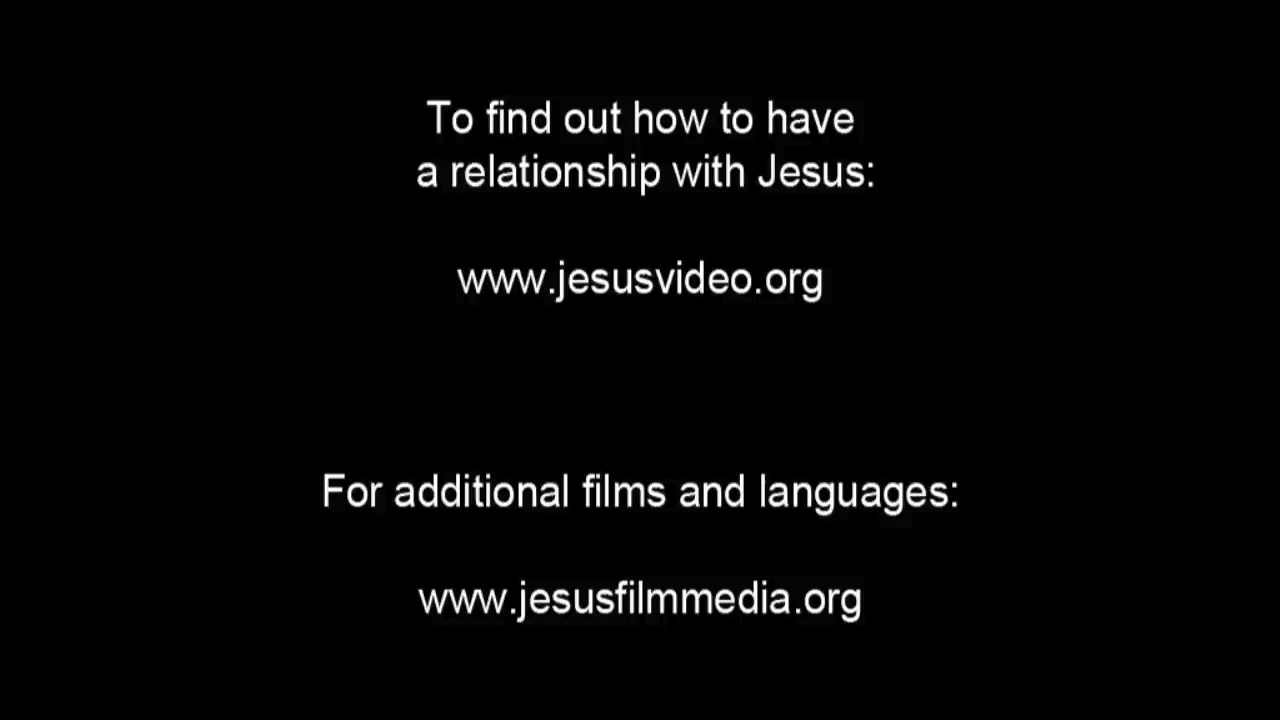 To find out how to have
a relationship with Jesus:
www.jesusvideo.org
For additional films and languages:
www.jesusfilmmedia.org